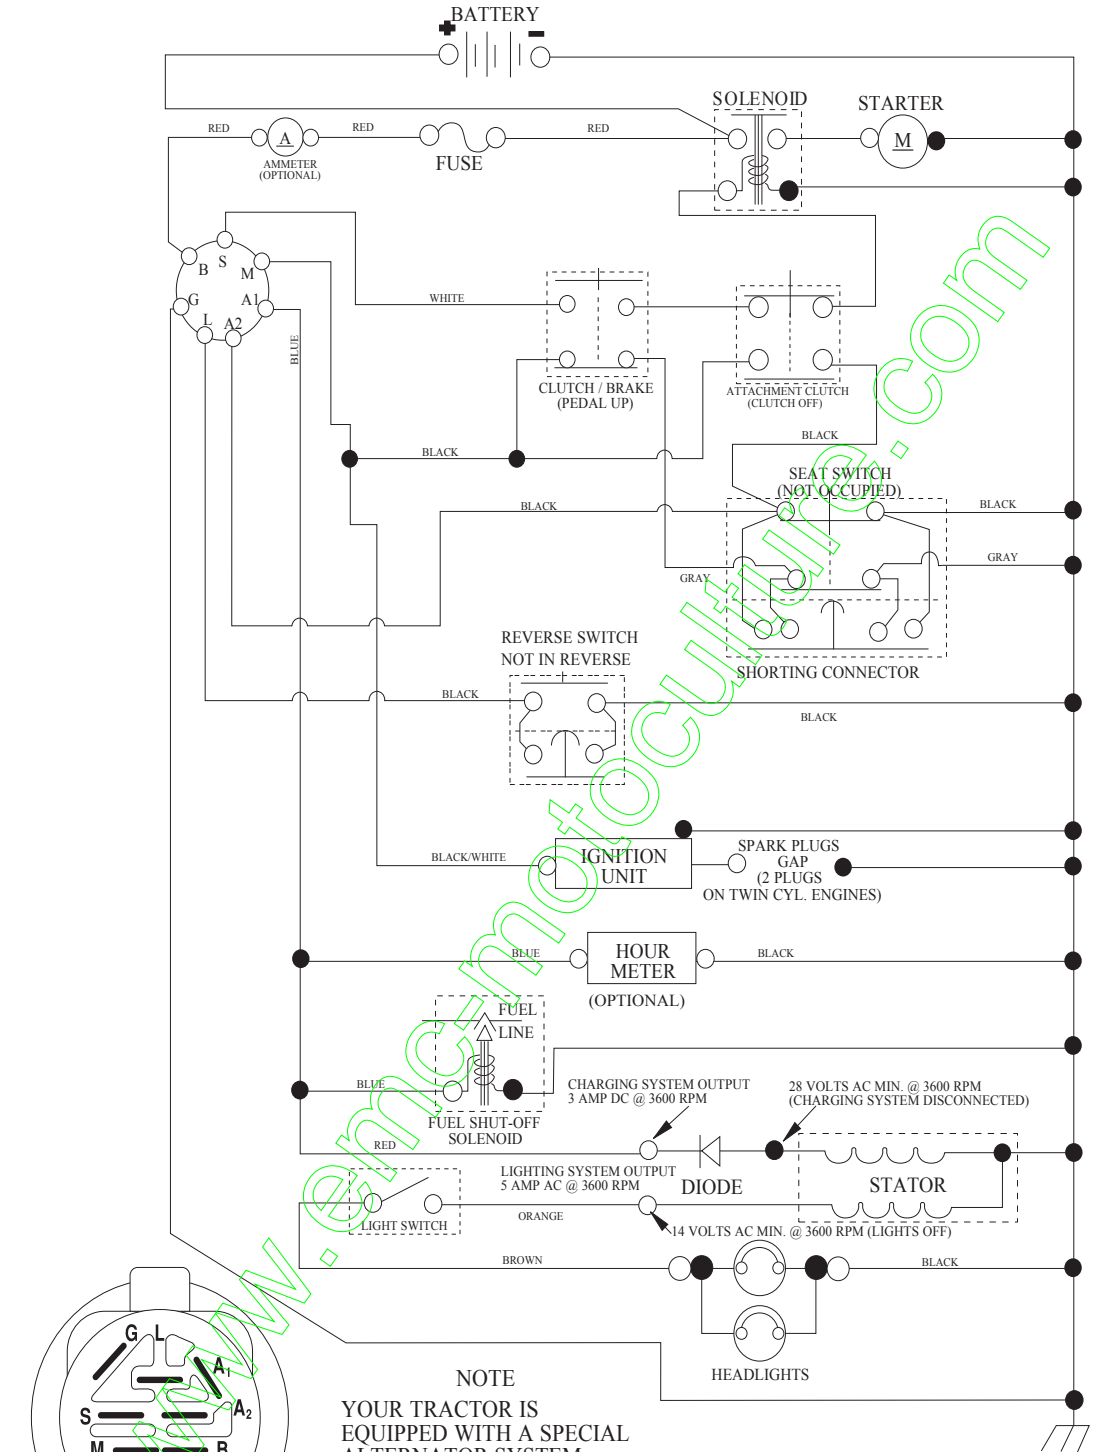 BATTERY
SOLENOID
STARTER
RED
A
RED
RED
M
AMMETER
(OPTIONAL)
FUSE
B
S
M
G
A1
L
A2
BLUE
WHITE
CLUTCH / BRAKE
(PEDAL UP)
ATTACHMENT CLUTCH
(CLUTCH OFF)
BLACK
BLACK
SEAT SWITCH
(NOT OCCUPIED)
BLACK
BLACK
GRAY
GRAY
REVERSE SWITCH
NOT IN REVERSE
SHORTING CONNECTOR
BLACK
BLACK
BLACK/WHITE
IGNITION
UNIT
SPARK PLUGS
GAP
(2 PLUGS
ON TWIN CYL. ENGINES)
BLUE
HOUR
METER
BLACK
(OPTIONAL)
FUEL
LINE
BLUE
FUEL SHUT-OFF
SOLENOID
CHARGING SYSTEM OUTPUT
3 AMP DC @ 3600 RPM
28 VOLTS AC MIN. @ 3600 RPM
(CHARGING SYSTEM DISCONNECTED)
RED
LIGHTING SYSTEM OUTPUT
5 AMP AC @ 3600 RPM
DIODE
STATOR
LIGHT SWITCH
ORANGE
14 VOLTS AC MIN. @ 3600 RPM (LIGHTS OFF)
BROWN
BLACK
HEADLIGHTS
G L
A1
S
A2
M
B
NOTE
YOUR TRACTOR IS
EQUIPPED WITH A SPECIAL
ALTERNATOR SYSTEM
www.emc-motoculture.com